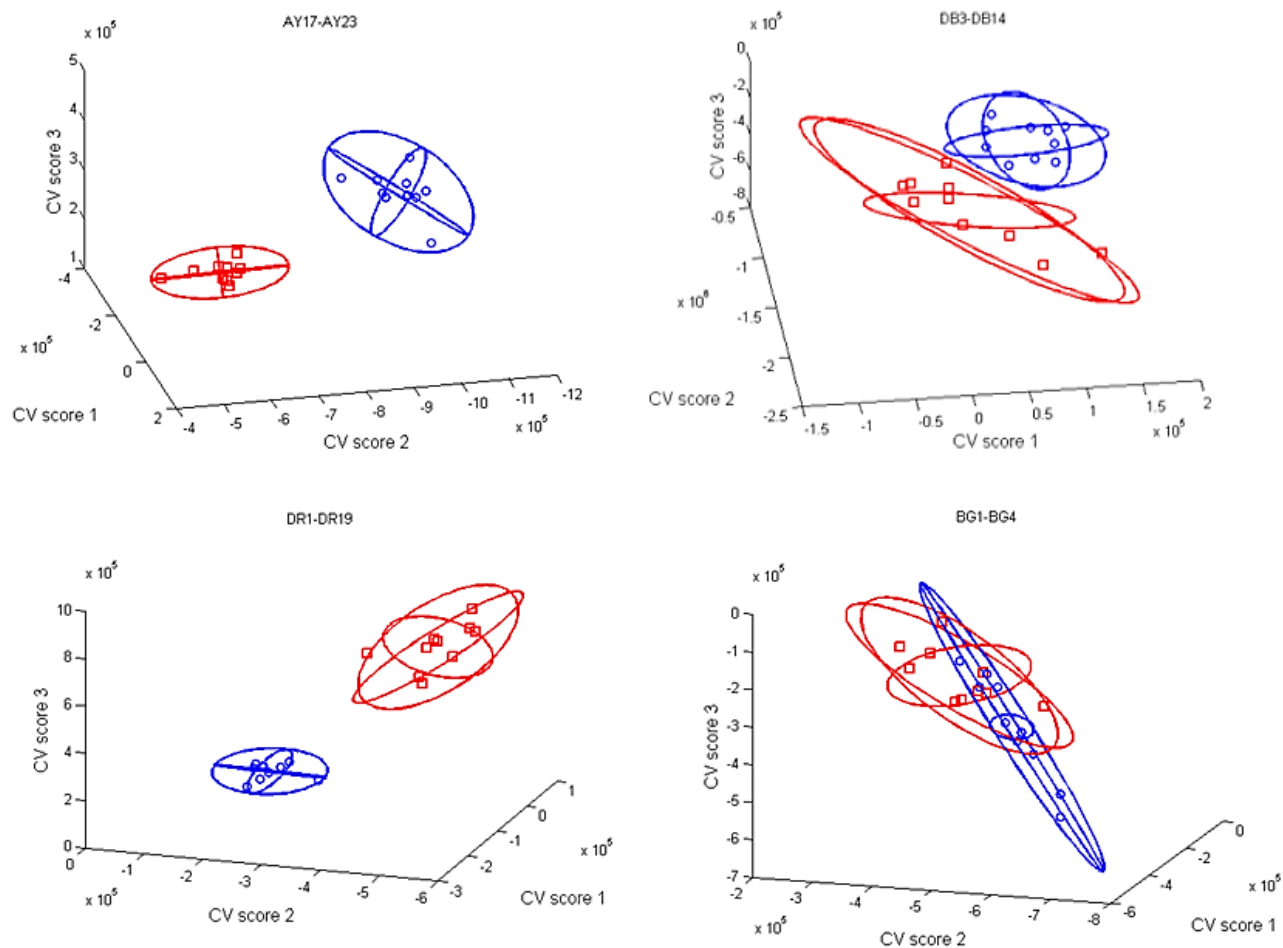 AY17-AY23
x 10^5
5
4
3
2
1
CV score 3
-4
-2
0
2
x 10^5
CV score 1
-4
-5
-6
-7
-8
-9
-10
-11
-12
x 10^5
CV score 2
DB3-DB14
x 10^5
0
-2
-4
-6
-8
CV score 3
-0.5
-1
-1.5
-2
-2.5
x 10^6
CV score 2
-1.5
-1
-0.5
0
0.5
1
1.5
2
x 10^5
CV score 1
DR1-DR19
x 10^5
10
8
6
4
2
0
CV score 3
0
-1
-2
-3
-4
-5
-6
x 10^5
CV score 2
-3
-2
-1
0
1
x 10^5
CV score 1
BG1-BG4
x 10^5
0
-1
-2
-3
-4
-5
-6
-7
CV score 3
-2
-3
-4
-5
-6
-7
-8
x 10^5
CV score 2
-6
-4
-2
0
x 10^5
CV score 1